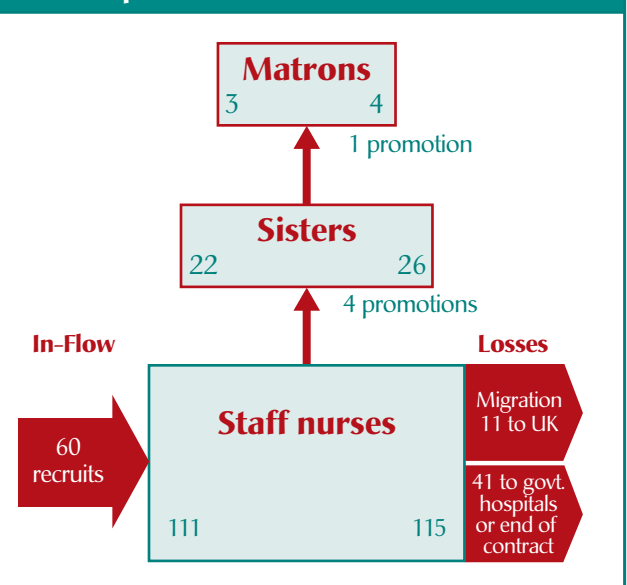 Matrons
3 4
1 promotion
Sisters
22 26
4 promotions
In-Flow
Losses
60
recruits
Staff nurses
111 115
Migration
11 to UK
41 to govt.
hospitals
or end of
contract